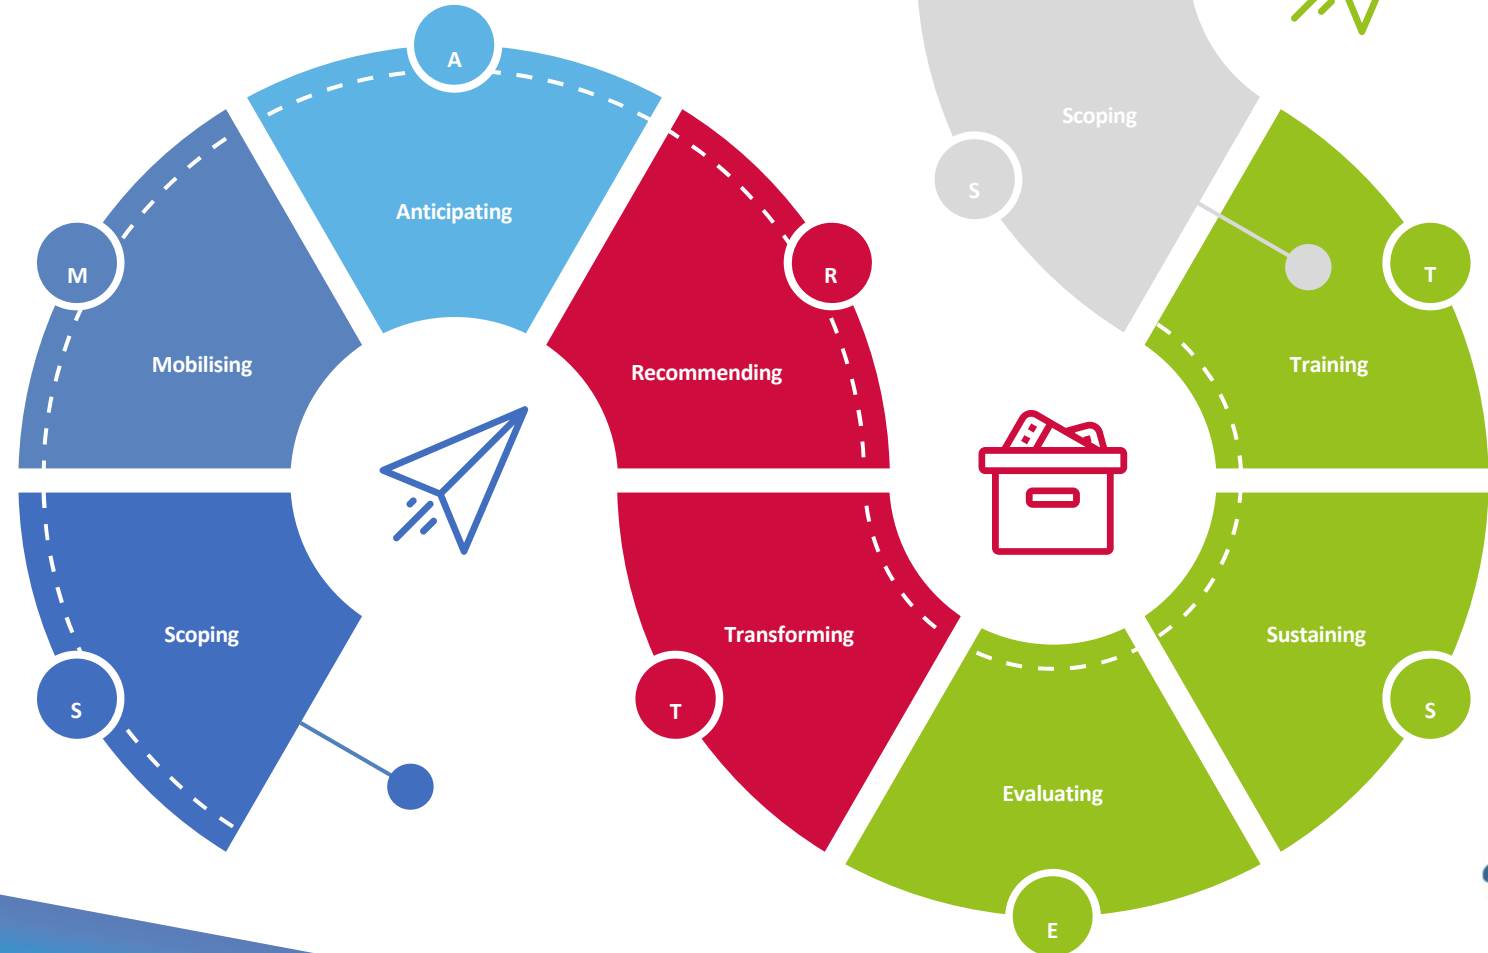 S
Scoping
M
Mobilising
A
Anticipating
R
Recommending
T
Transforming
E
Evaluating
S
Sustaining
T
Training
S
Scoping